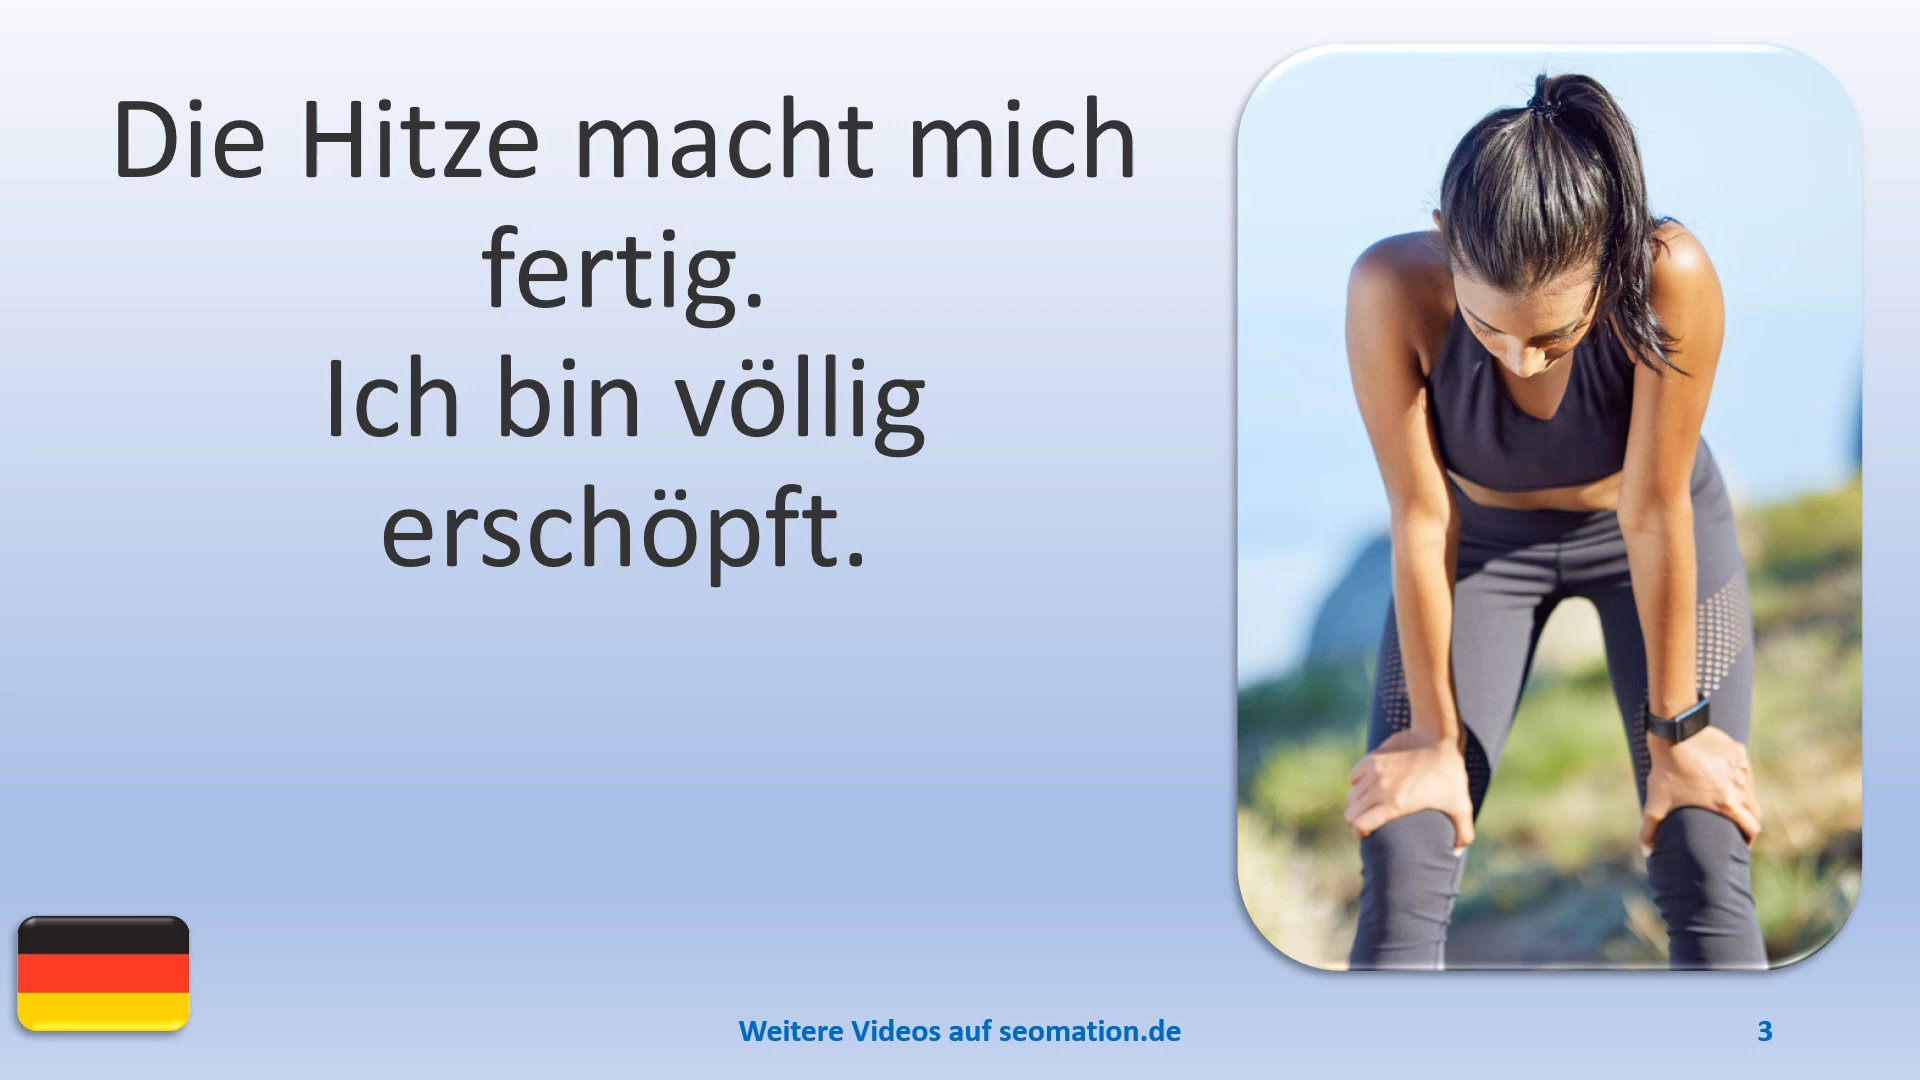 Die Hitze macht mich
fertig.
Ich bin völlig
erschöpft.
Weitere Videos auf seomation.de
3